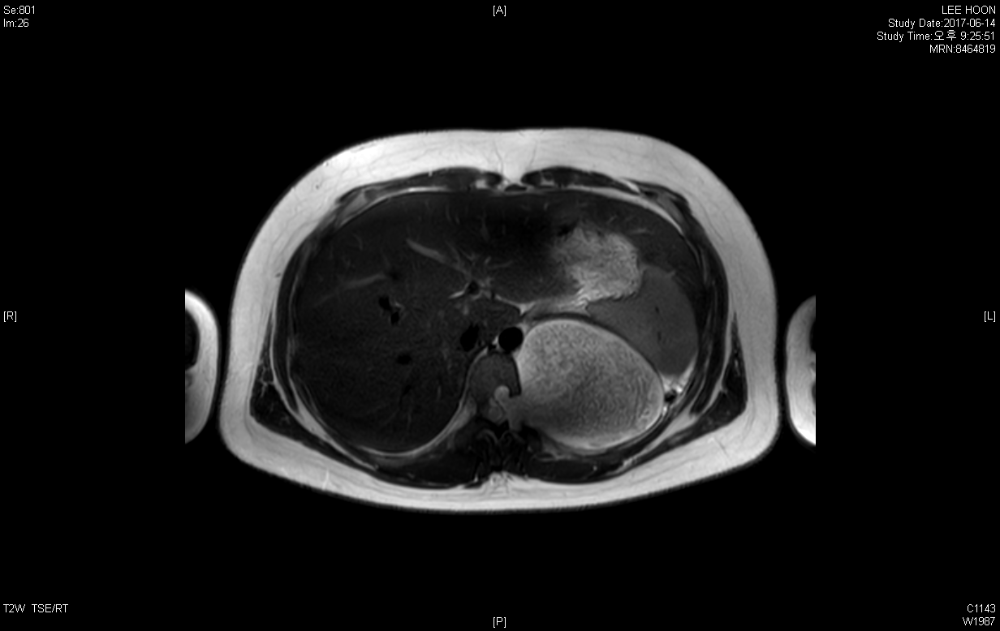 Se:801
Im:26
[A]
LEE HOON
Study Date:2017-06-14
Study Time:오후 9:25:51
MRN:8464819
[R]
[L]
T2W TSE/RT
[P]
C1143
W1987